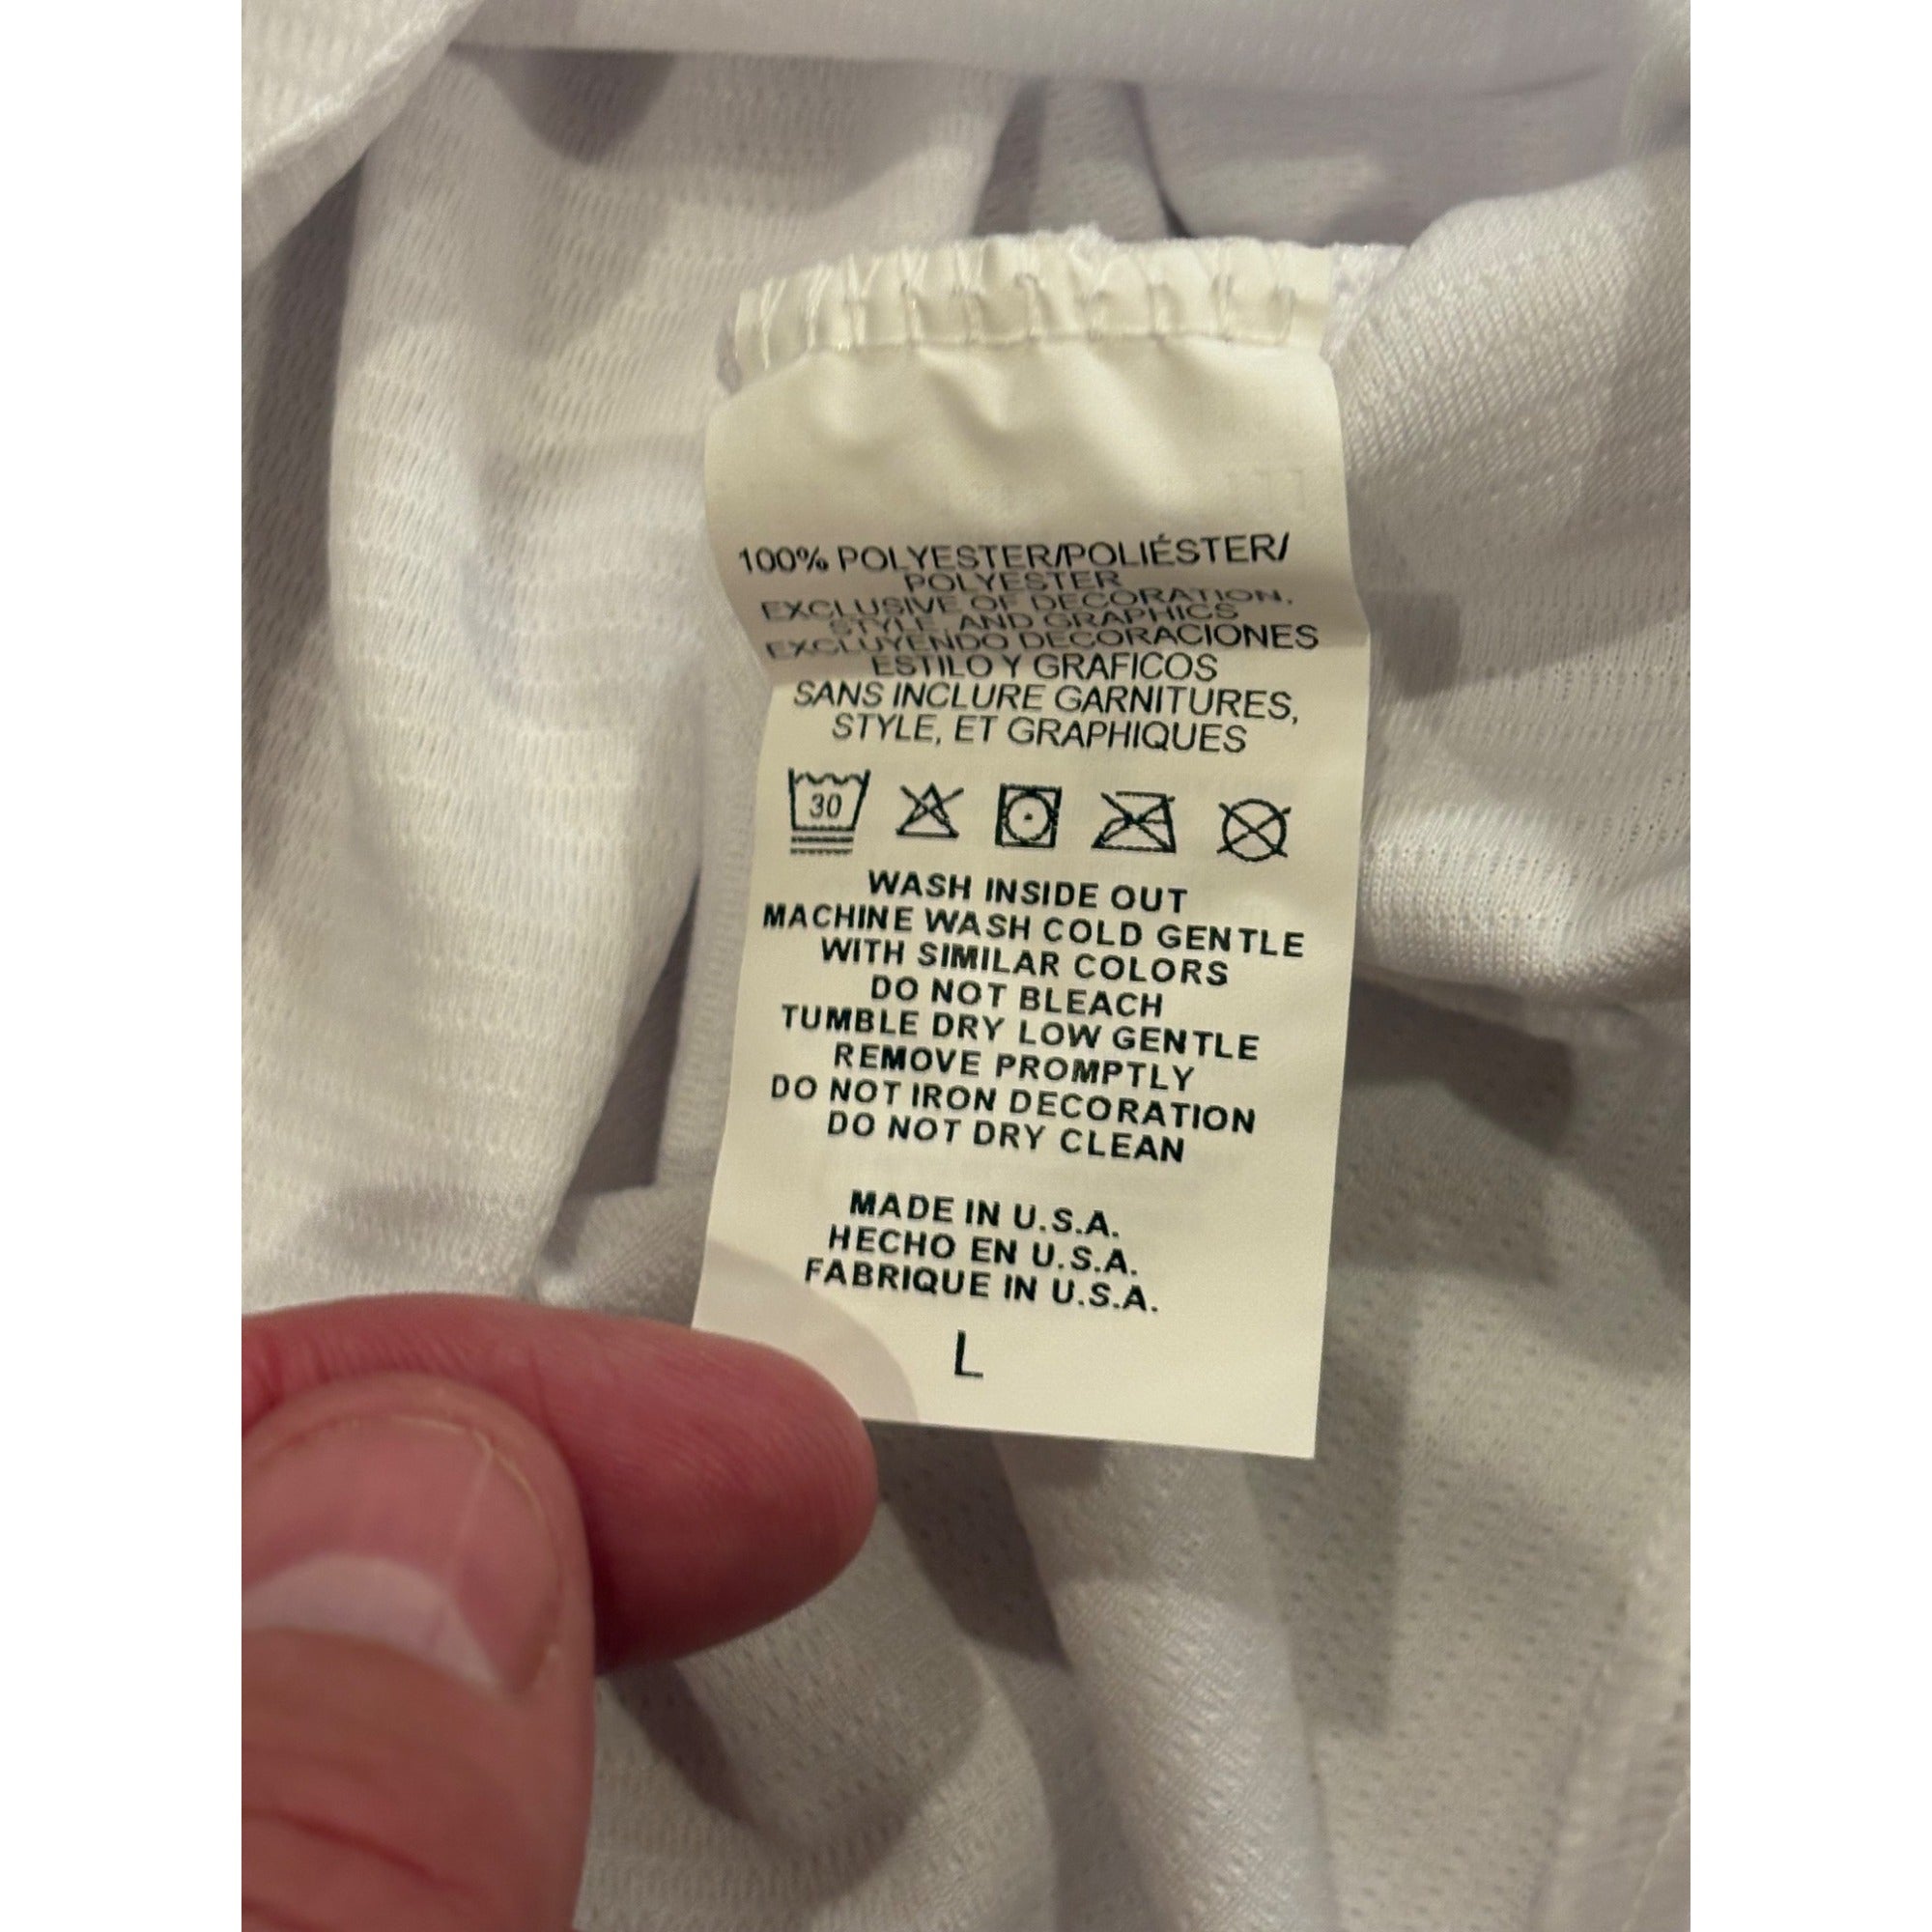 100% POLYESTER/POLIÉSTER/
POLYESTER
EXCLUSIVE OF DECORATION,
STYLE, AND GRAPHICS
EXCLUYENDO DECORACIONES
ESTILO Y GRAFICOS
SANS INCLURE GARNITURES,
STYLE, ET GRAPHIQUES
30
WASH INSIDE OUT
MACHINE WASH COLD GENTLE
WITH SIMILAR COLORS
DO NOT BLEACH
TUMBLE DRY LOW GENTLE
REMOVE PROMPTLY
DO NOT IRON DECORATION
DO NOT DRY CLEAN
MADE IN U.S.A.
HECHO EN U.S.A.
FABRIQUE IN U.S.A.
L